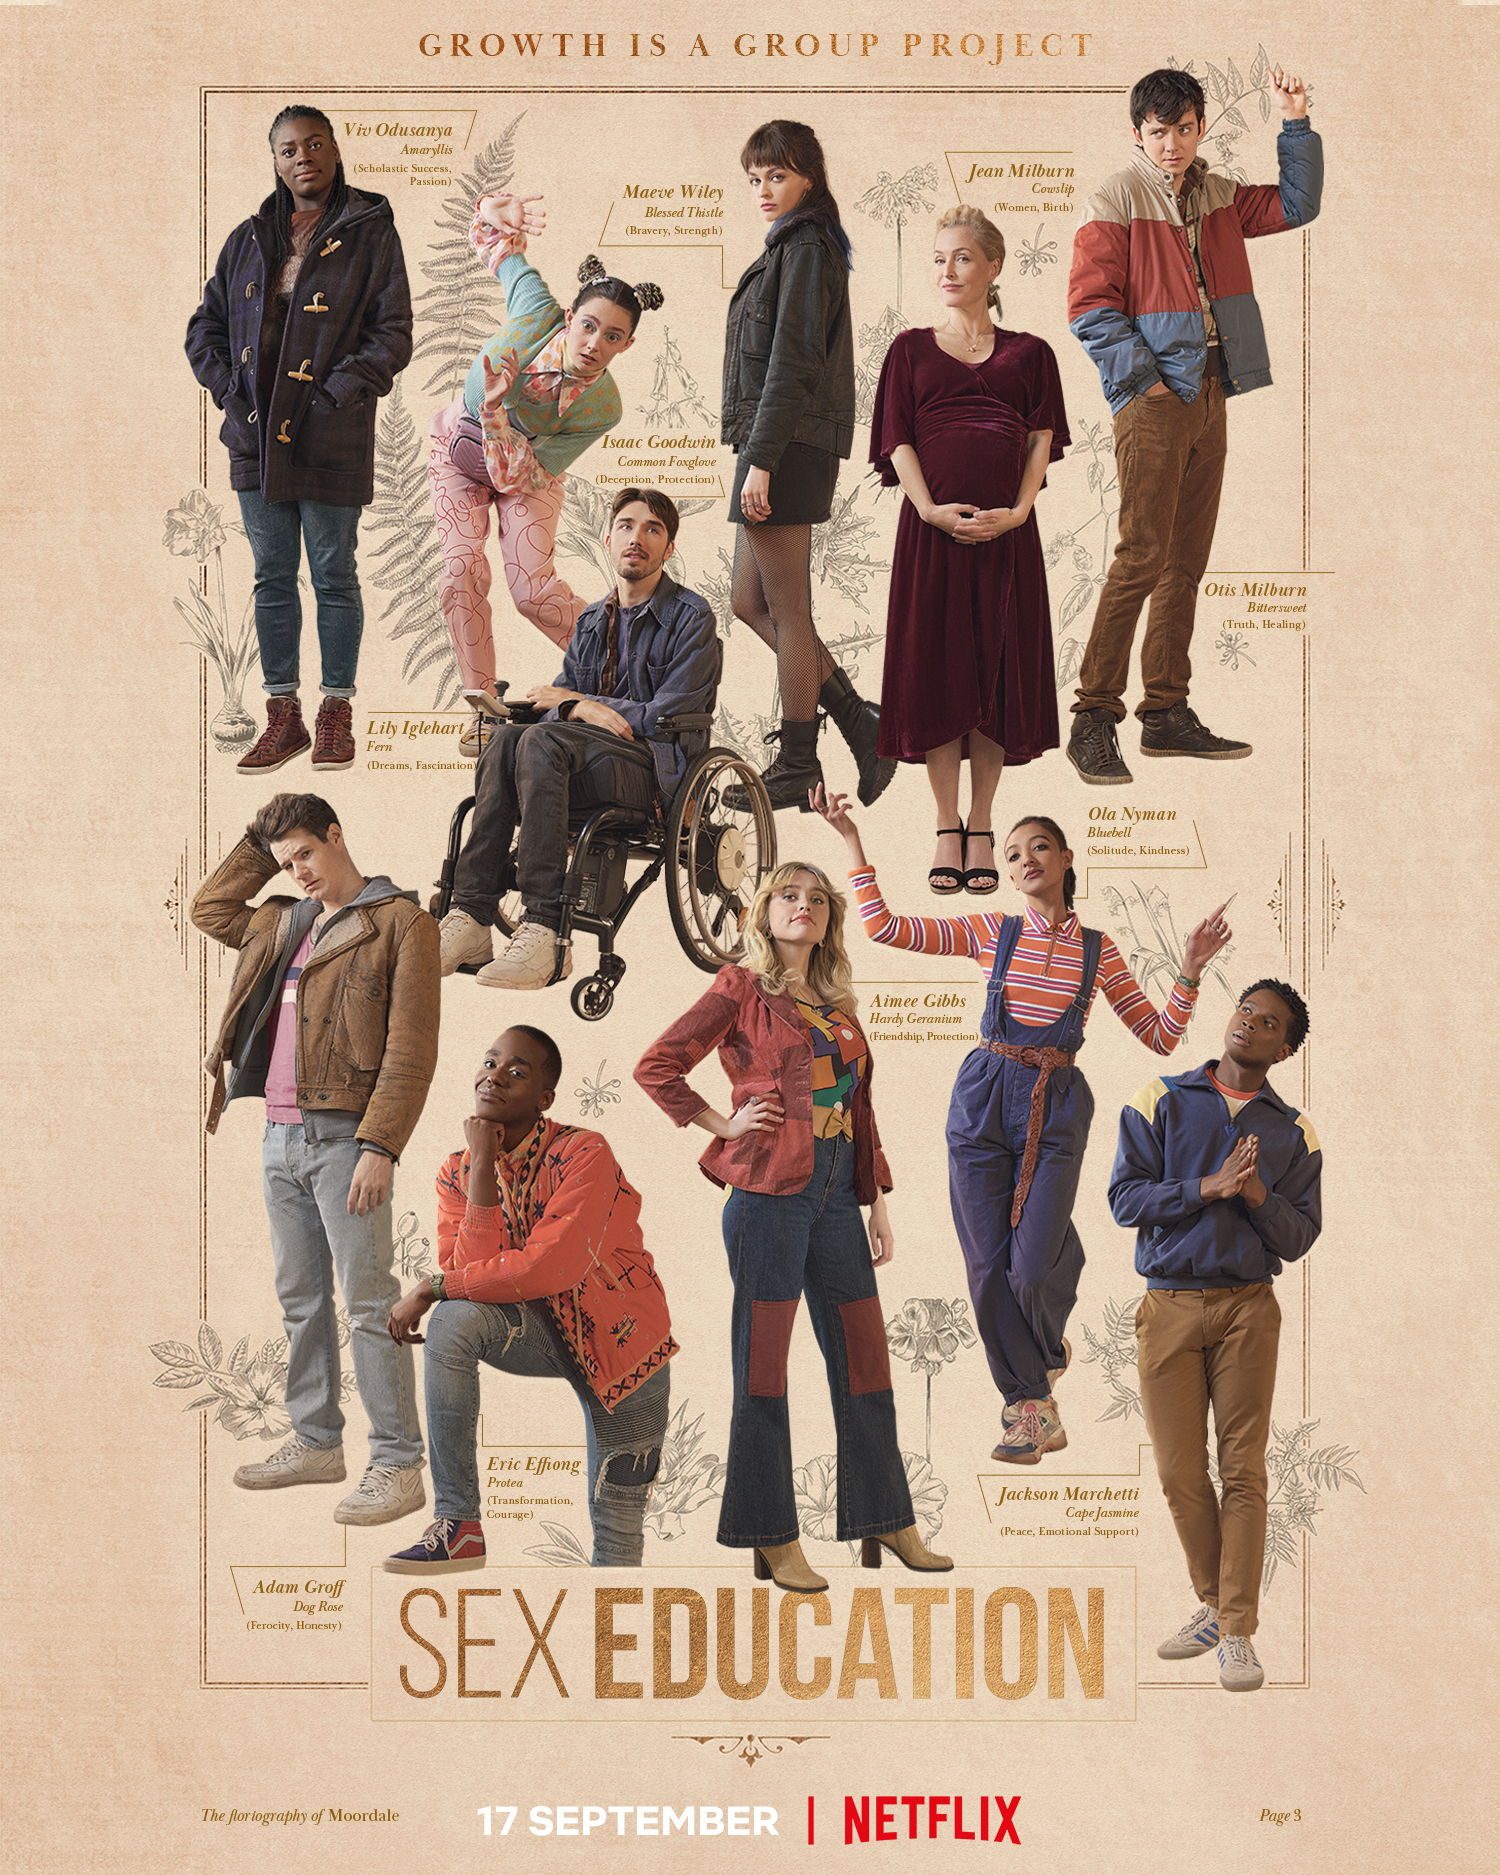 GROWTH IS A GROUP PROJECT
Viv Odusanya
Amaryllis
(Scholastic Success,
Passion)
Maeve Wiley
Blessed Thistle
(Bravery, Strength)
Jean Milburn
Cowslip
(Women, Birth)
Isaac Goodwin
Common Foxglove
(Deception, Protection)
Otis Milburn
Bittersweet
(Truth, Healing)
Lily Iglehart
Fern
(Dreams, Fascination)
Ola Nyman
Bluebell
(Solitude, Kindness)
Aimee Gibbs
Hardy Geranium
(Friendship, Protection)
Eric Effiong
Protea
(Transformation,
Courage)
Jackson Marchetti
Cape Jasmine
(Peace, Emotional Support)
Adam Groff
Dog Rose
(Ferocity, Honesty)
SEX EDUCATION
The floriography of Moordale
17 SEPTEMBER | NETFLIX
Page 3